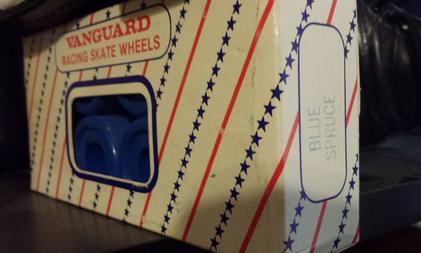 VANGUARD
RACING SKATE WHEELS
BLUE
SPRUCE